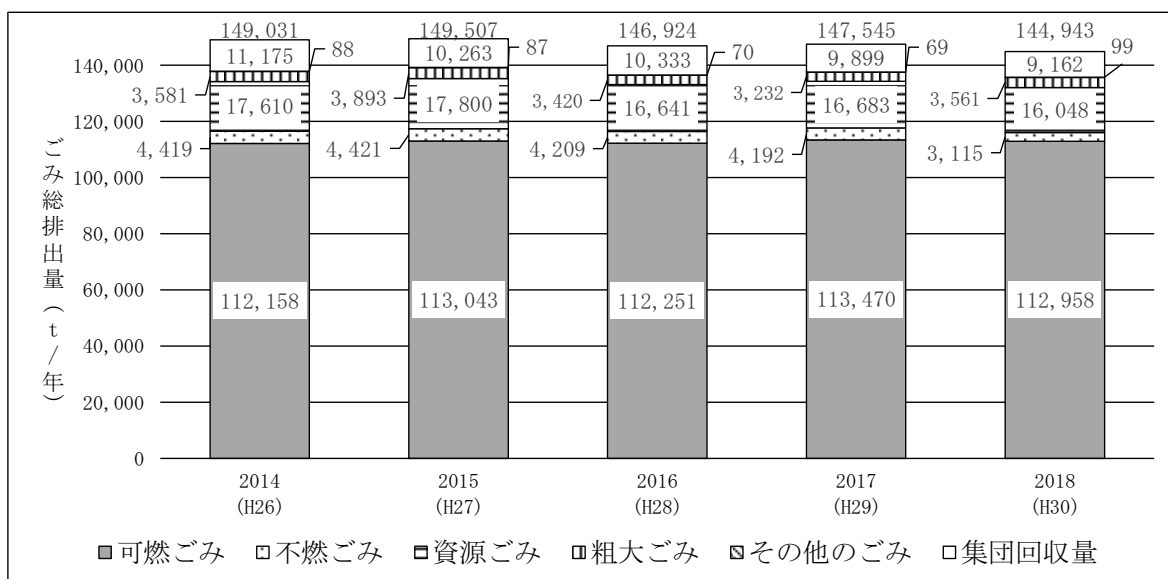 149,031 149,507 146,924 147,545 144,943
11,175 88 10,263 87 10,333 70 9,899 69 9,162 99
140,000
3,581 3,893 3,420 3,232 3,561
17,610 17,800 16,641 16,683 16,048
120,000
4,419 4,421 4,209 4,192 3,115
100,000
80,000
60,000
112,158 113,043 112,251 113,470 112,958
40,000
20,000
0
ごみ総排出量(t/年)
2014 2015 2016 2017 2018
(H26) (H27) (H28) (H29) (H30)
可燃ごみ 不燃ごみ 資源ごみ 粗大ごみ その他のごみ 集団回収量